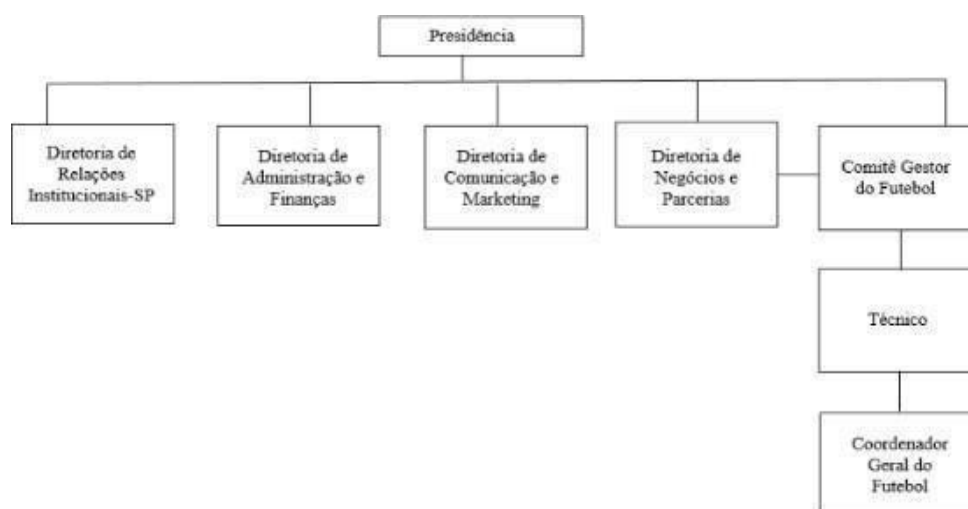 Presidência
Diretoria de
Relações
Institucionais-SP
Diretoria de
Administração e
Finanças
Diretoria de
Comunicação e
Marketing
Diretoria de
Negócios e
Parcerias
Comitê Gestor
do Futebol
Técnico
Coordenador
Geral do
Futebol